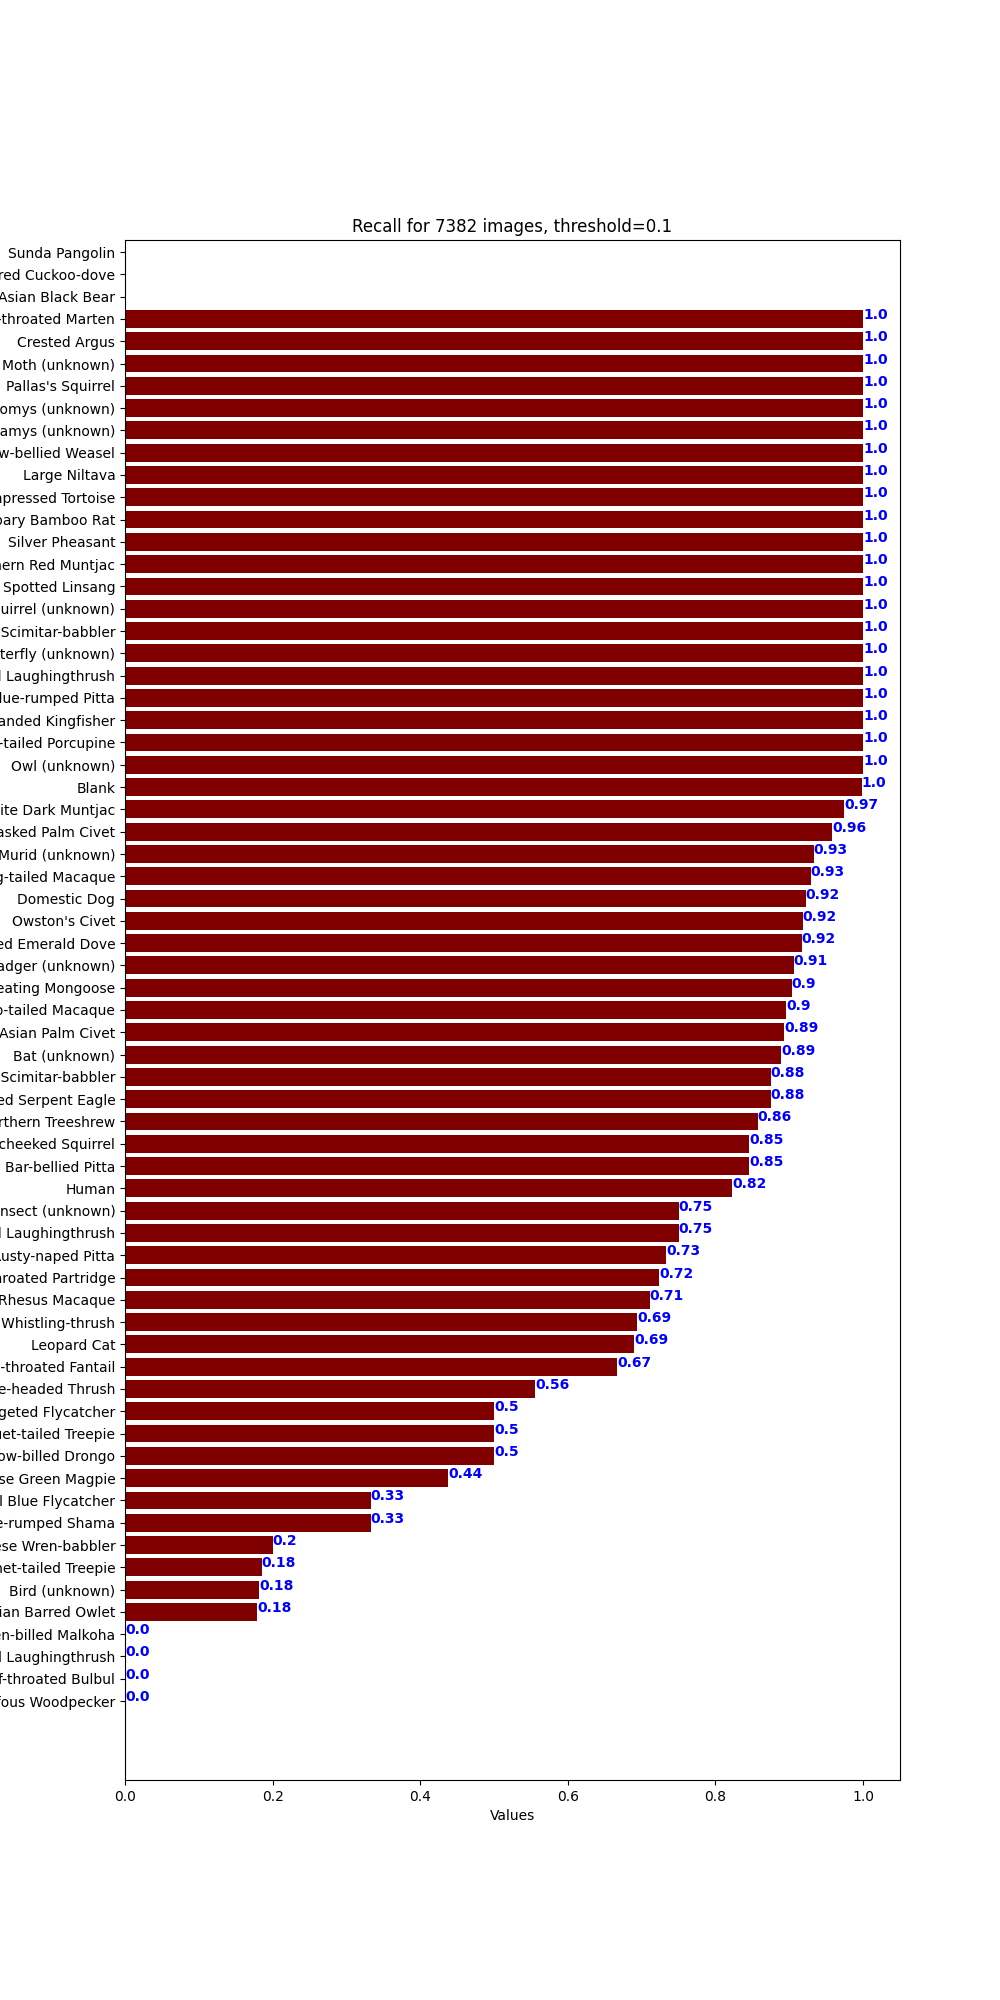 Recall for 7382 images, threshold=0.1
Sunda Pangolin
red Cuckoo-dove
Asian Black Bear
-throated Marten 1.0
Crested Argus 1.0
Moth (unknown) 1.0
Pallas's Squirrel 1.0
omys (unknown) 1.0
amys (unknown) 1.0
w-bellied Weasel 1.0
Large Niltava 1.0
pressed Tortoise 1.0
ary Bamboo Rat 1.0
Silver Pheasant 1.0
ern Red Muntjac 1.0
Spotted Linsang 1.0
uirrel (unknown) 1.0
Scimitar-babbler 1.0
terfly (unknown) 1.0
Laughingthrush 1.0
lue-rumped Pitta 1.0
anded Kingfisher 1.0
-tailed Porcupine 1.0
Owl (unknown) 1.0
Blank 1.0
ite Dark Muntjac 0.97
asked Palm Civet 0.96
Murid (unknown) 0.93
g-tailed Macaque 0.93
Domestic Dog 0.92
Owston's Civet 0.92
ed Emerald Dove 0.92
adger (unknown) 0.91
eating Mongoose 0.9
-tailed Macaque 0.9
Asian Palm Civet 0.89
Bat (unknown) 0.89
Scimitar-babbler 0.88
ed Serpent Eagle 0.88
rthern Treeshrew 0.86
cheeked Squirrel 0.85
Bar-bellied Pitta 0.85
Human 0.82
nsect (unknown) 0.75
Laughingthrush 0.75
usty-naped Pitta 0.73
roated Partridge 0.72
Rhesus Macaque 0.71
Whistling-thrush 0.69
Leopard Cat 0.69
-throated Fantail 0.67
e-headed Thrush 0.56
geted Flycatcher 0.5
et-tailed Treepie 0.5
ow-billed Drongo 0.5
se Green Magpie 0.44
Blue Flycatcher 0.33
e-rumped Shama 0.33
ese Wren-babbler 0.2
et-tailed Treepie 0.18
Bird (unknown) 0.18
ian Barred Owlet 0.18
n-billed Malkoha 0.0
Laughingthrush 0.0
f-throated Bulbul 0.0
fous Woodpecker 0.0
0.0 0.2 0.4 0.6 0.8 1.0
Values